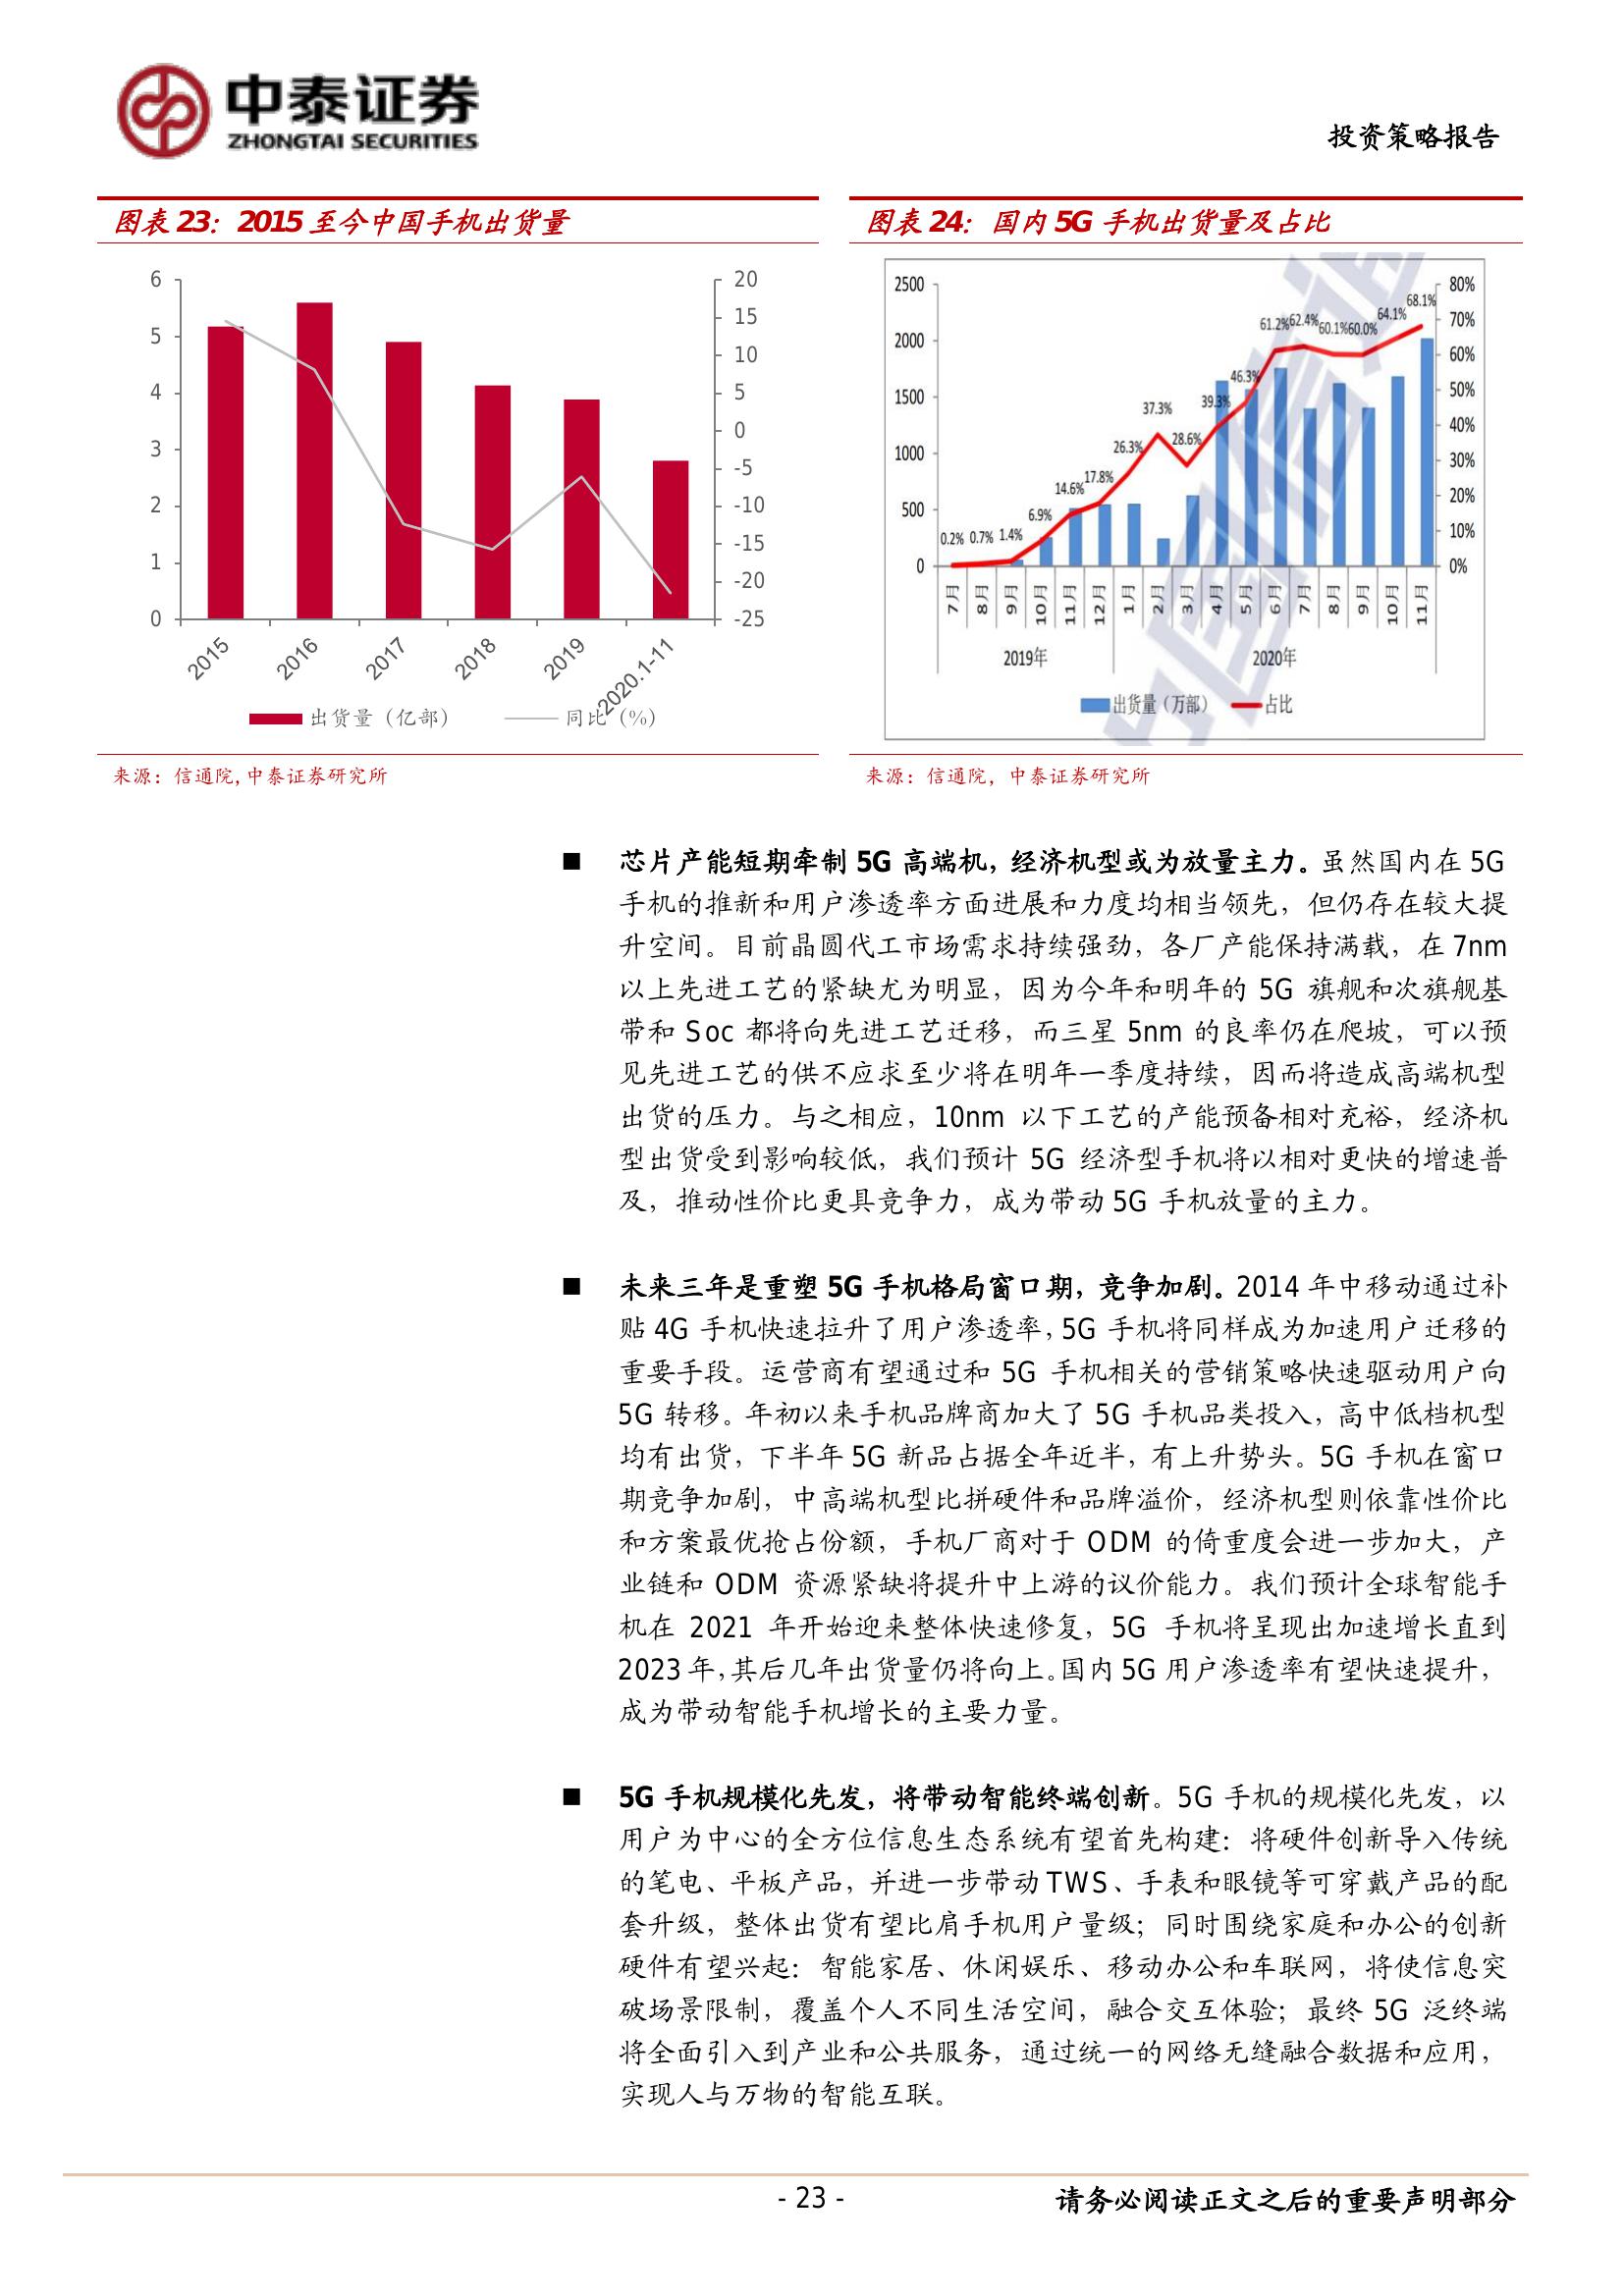 中泰证券
ZHONGTAI SECURITIES
投资策略报告
图表 23：2015 至今中国手机出货量
6
5
4
3
2
1
0
20
15
10
5
0
-5
-10
-15
-20
-25
2015
2016
2017
2018
2019
2020.1-11
出货量（亿部）
同比（%）
来源：信通院,中泰证券研究所
图表 24： 国内 5G 手机出货量及占比
2500
2000
1500
1000
500
0
80%
70%
60%
50%
40%
30%
20%
10%
0%
0.2% 0.7% 1.4% 6.9% 14.6% 17.8% 26.3% 37.3% 28.6% 39.3% 46.3% 61.2% 62.4% 60.1% 60.0% 64.1% 68.1%
7月 8月 9月 10月 11月 12月 1月 2月 3月 4月 5月 6月 7月 8月 9月 10月 11月
2019年 2020年
出货量（万部） 占比
来源：信通院，中泰证券研究所
■ 芯片产能短期牵制 5G 高端机，经济机型或为放量主力。虽然国内在 5G
手机的推新和用户渗透率方面进展和力度均相当领先，但仍存在较大提
升空间。目前晶圆代工市场需求持续强劲，各厂产能保持满载，在 7nm
以上先进工艺的紧缺尤为明显，因为今年和明年的 5G 旗舰和次旗舰基
带和 Soc 都将向先进工艺迁移，而三星 5nm 的良率仍在爬坡，可以预
见先进工艺的供不应求至少将在明年一季度持续，因而将造成高端机型
出货的压力。与之相应，10nm 以下工艺的产能预备相对充裕，经济机
型出货受到影响较低，我们预计 5G 经济型手机将以相对更快的增速普
及，推动性价比更具竞争力，成为带动 5G 手机放量的主力。
■ 未来三年是重塑 5G 手机格局窗口期，竞争加剧。2014 年中移动通过补
贴 4G 手机快速拉升了用户渗透率，5G 手机将同样成为加速用户迁移的
重要手段。运营商有望通过和 5G 手机相关的营销策略快速驱动用户向
5G 转移。年初以来手机品牌商加大了 5G 手机品类投入，高中低档机型
均有出货，下半年 5G 新品占据全年近半，有上升势头。5G 手机在窗口
期竞争加剧，中高端机型比拼硬件和品牌溢价，经济机型则依靠性价比
和方案最优抢占份额，手机厂商对于 ODM 的倚重度会进一步加大，产
业链和 ODM 资源紧缺将提升中上游的议价能力。我们预计全球智能手
机在 2021 年开始迎来整体快速修复，5G 手机将呈现出加速增长直到
2023 年，其后几年出货量仍将向上。国内 5G 用户渗透率有望快速提升，
成为带动智能手机增长的主要力量。
■ 5G 手机规模化先发，将带动智能终端创新。5G 手机的规模化先发，以
用户为中心的全方位信息生态系统有望首先构建：将硬件创新导入传统
的笔电、平板产品，并进一步带动 TWS、手表和眼镜等可穿戴产品的配
套升级，整体出货有望比肩手机用户量级；同时围绕家庭和办公的创新
硬件有望兴起：智能家居、休闲娱乐、移动办公和车联网，将使信息突
破场景限制，覆盖个人不同生活空间，融合交互体验；最终 5G 泛终端
将全面引入到产业和公共服务，通过统一的网络无缝融合数据和应用，
实现人与万物的智能互联。
- 23 -
请务必阅读正文之后的重要声明部分